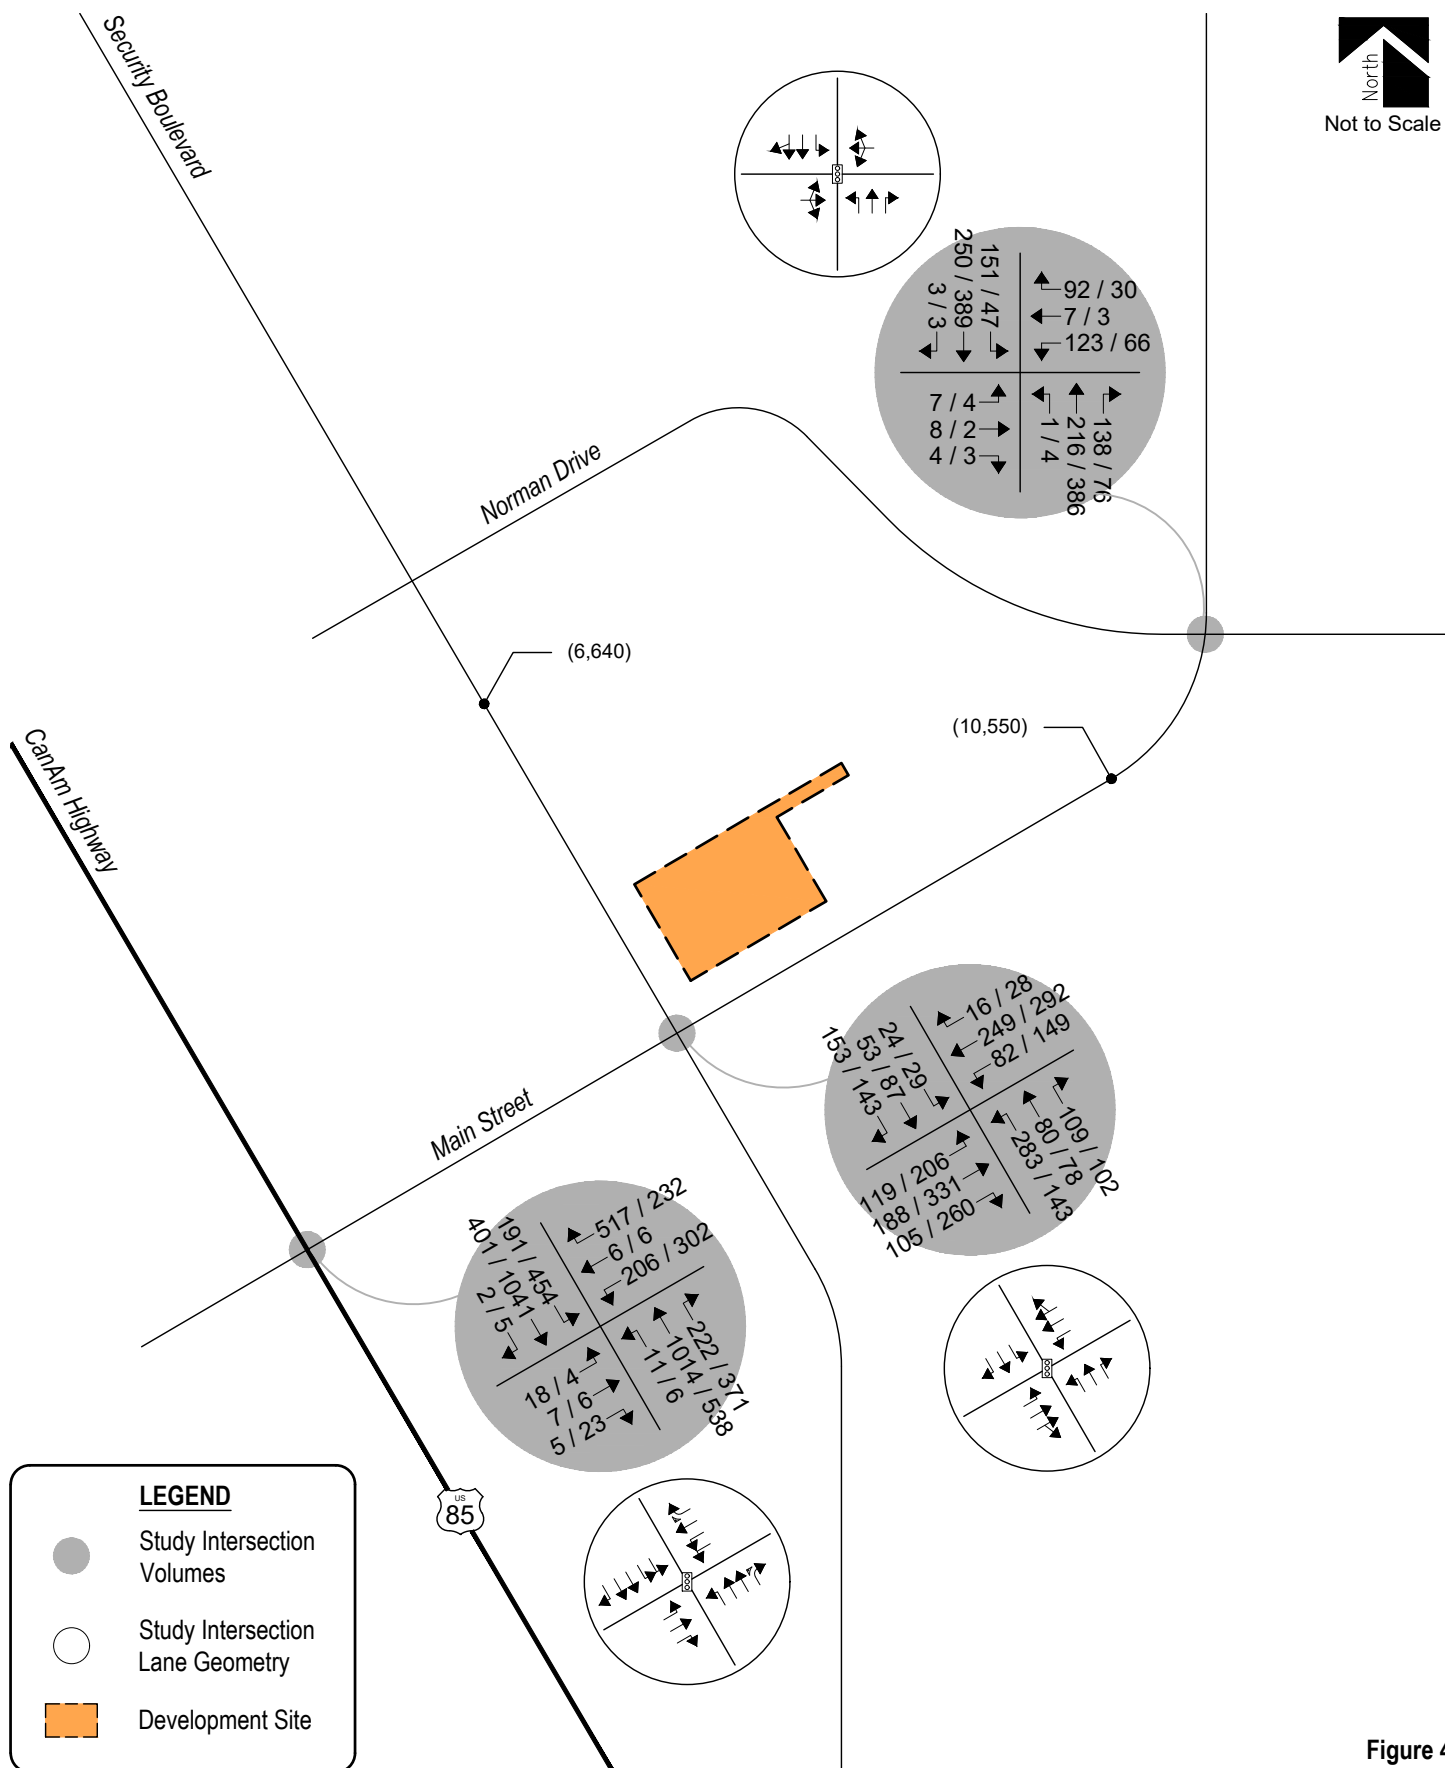 Security Boulevard
North
Not to Scale
151 / 47
250 / 389
3 / 3
92 / 30
7 / 3
123 / 66
7 / 4
8 / 2
4 / 3
138 / 76
216 / 386
1 / 4
Norman Drive
(6,640)
(10,550)
CanAm Highway
Main Street
24 / 29
53 / 87
153 / 143
16 / 28
249 / 292
82 / 149
119 / 206
188 / 331
105 / 260
109 / 102
80 / 78
283 / 143
191 / 454
401 / 1041
2 / 5
517 / 232
6 / 6
206 / 302
18 / 4
7 / 6
5 / 23
222 / 371
1014 / 538
11 / 6
US
85
LEGEND
Study Intersection
Volumes
Study Intersection
Lane Geometry
Development Site
Figure 4